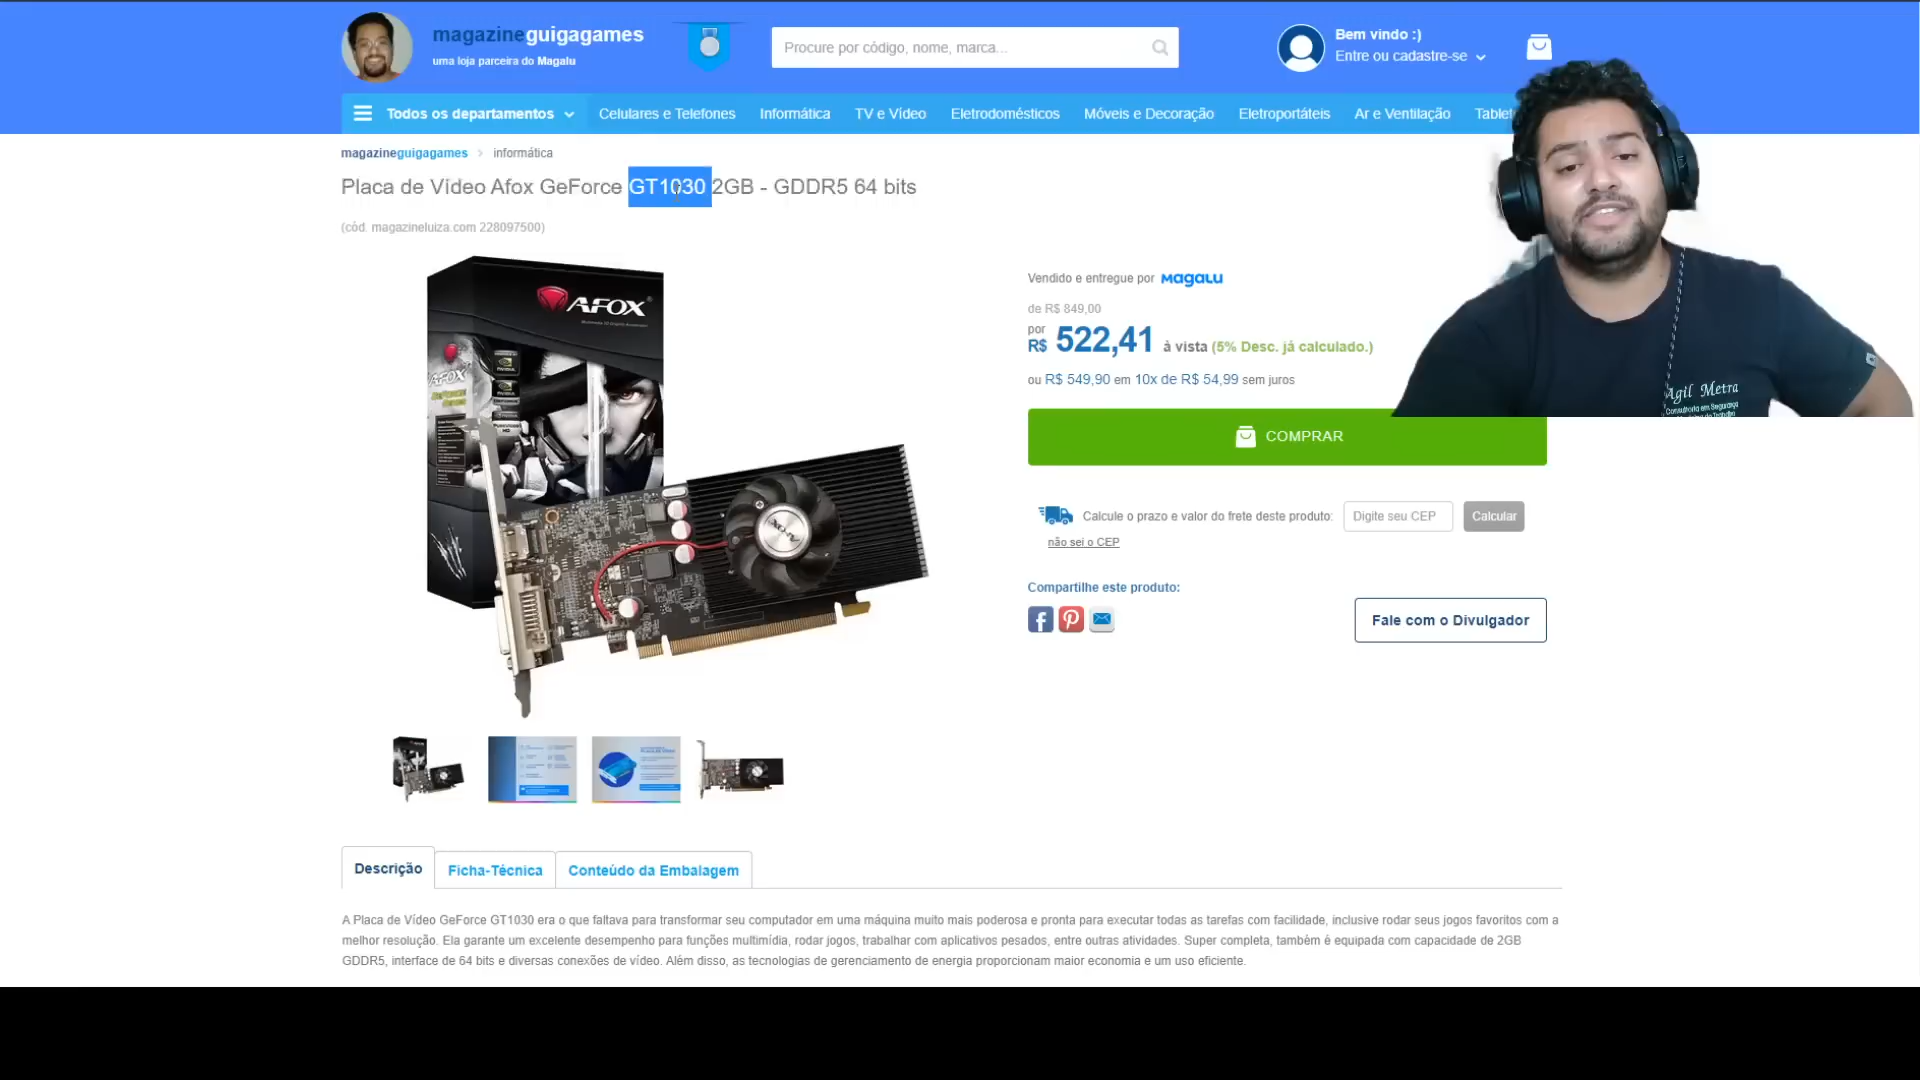 magazineguigagames
uma loja parceira do Magalu
Procure por código, nome, marca...
Bem vindo :)
Entre ou cadastre-se
Todos os departamentos
Celulares e Telefones
Informática
TV e Vídeo
Eletrodomésticos
Móveis e Decoração
Eletroportáteis
Ar e Ventilação
Tablet
magazineguigagames > informática
Placa de Vídeo Afox GeForce GT1030 2GB - GDDR5 64 bits
(cód. magazineluiza.com 228097500)
AFOX
AFOX
AFOX
Vendido e entregue por Magalu
de R$ 849,00
por
R$ 522,41 à vista (5% Desc. já calculado.)
ou R$ 549,90 em 10x de R$ 54,99 sem juros
Agil Metra
Consultoria em Segurança
COMPRAR
Calcule o prazo e valor do frete deste produto:
Digite seu CEP
Calcular
não sei o CEP
Compartilhe este produto:
Fale com o Divulgador
Descrição
Ficha-Técnica
Conteúdo da Embalagem
A Placa de Vídeo GeForce GT1030 era o que faltava para transformar seu computador em uma máquina muito mais poderosa e pronta para executar todas as tarefas com facilidade, inclusive rodar seus jogos favoritos com a
melhor resolução. Ela garante um excelente desempenho para funções multimídia, rodar jogos, trabalhar com aplicativos pesados, entre outras atividades. Super completa, também é equipada com capacidade de 2GB
GDDR5, interface de 64 bits e diversas conexões de vídeo. Além disso, as tecnologias de gerenciamento de energia proporcionam maior economia e um uso eficiente.